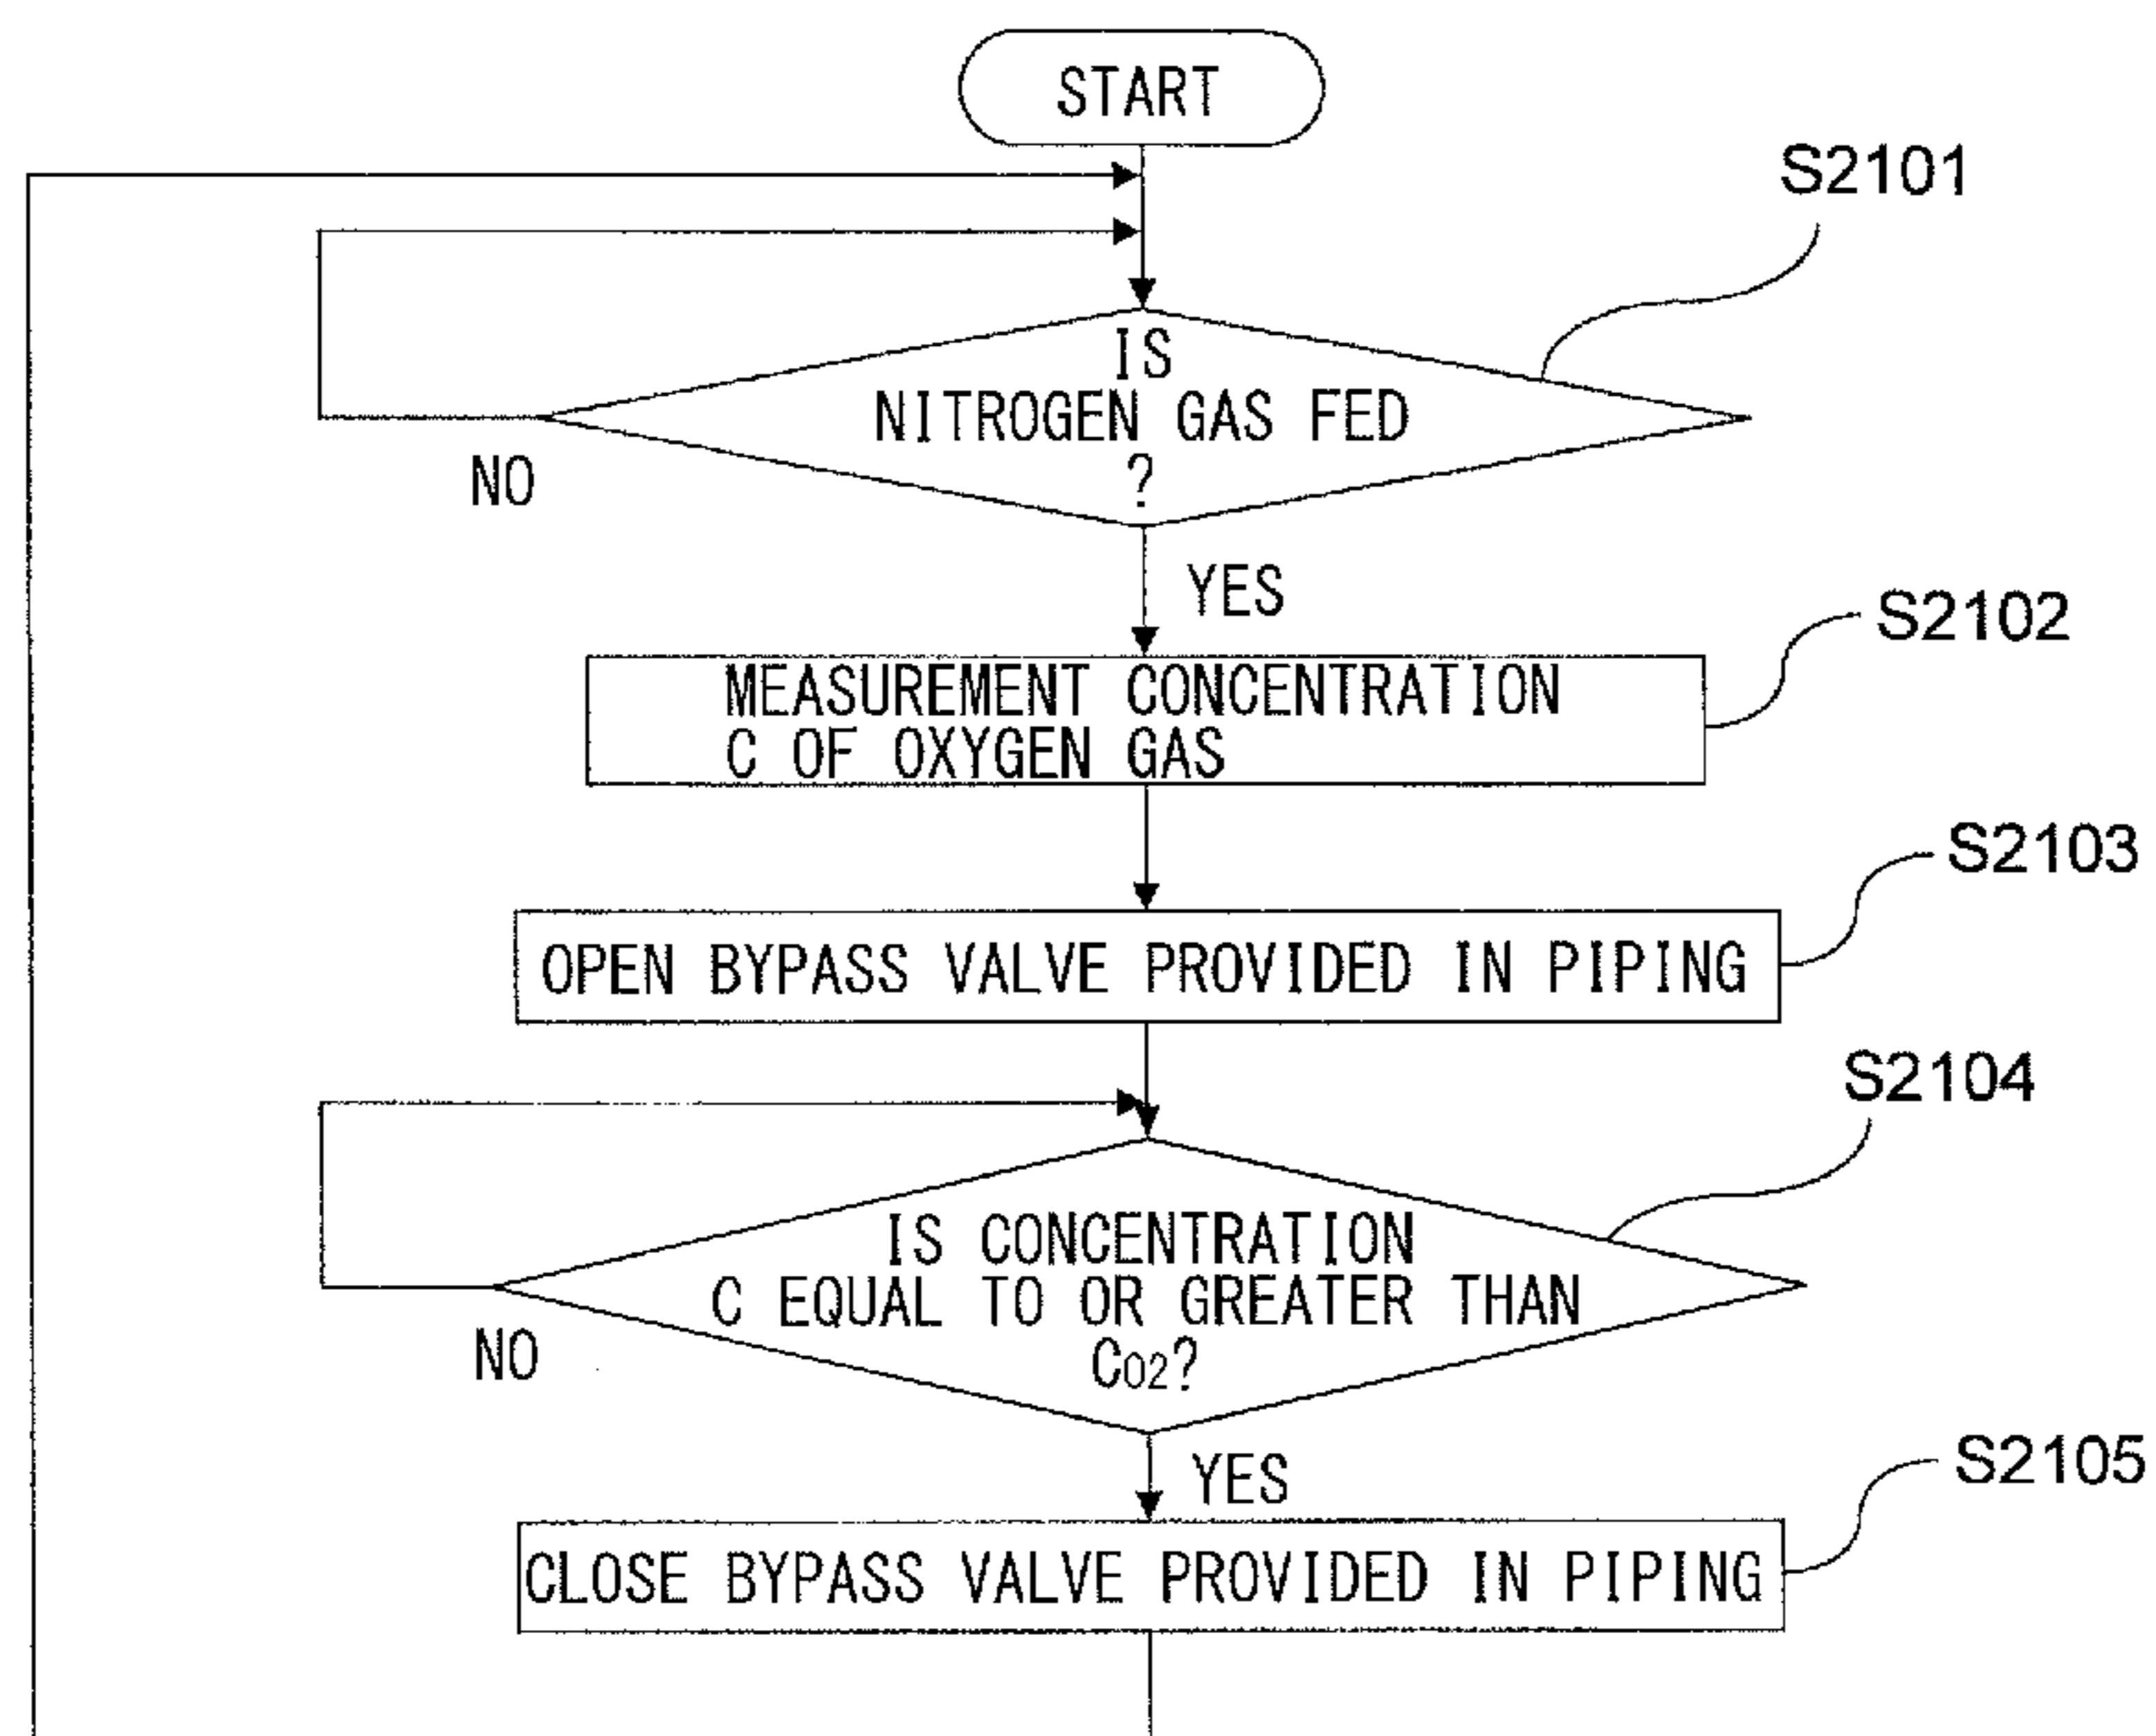 START
S2101
IS
NITROGEN GAS FED
?
NO
YES
S2102
MEASUREMENT CONCENTRATION
C OF OXYGEN GAS
S2103
OPEN BYPASS VALVE PROVIDED IN PIPING
S2104
IS CONCENTRATION
C EQUAL TO OR GREATER THAN
CO2?
NO
YES
S2105
CLOSE BYPASS VALVE PROVIDED IN PIPING